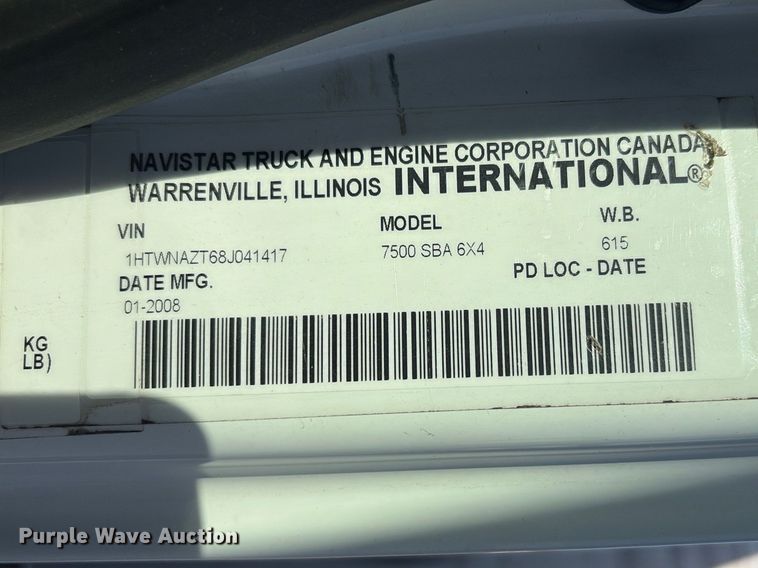 NAVISTAR TRUCK AND ENGINE CORPORATION CANADA
WARRENVILLE, ILLINOIS INTERNATIONAL®
VIN MODEL W.B.
1HTWNAZT68J041417 7500 SBA 6X4 615
DATE MFG. PD LOC - DATE
01-2008
KG
LB)
Purple Wave Auction®